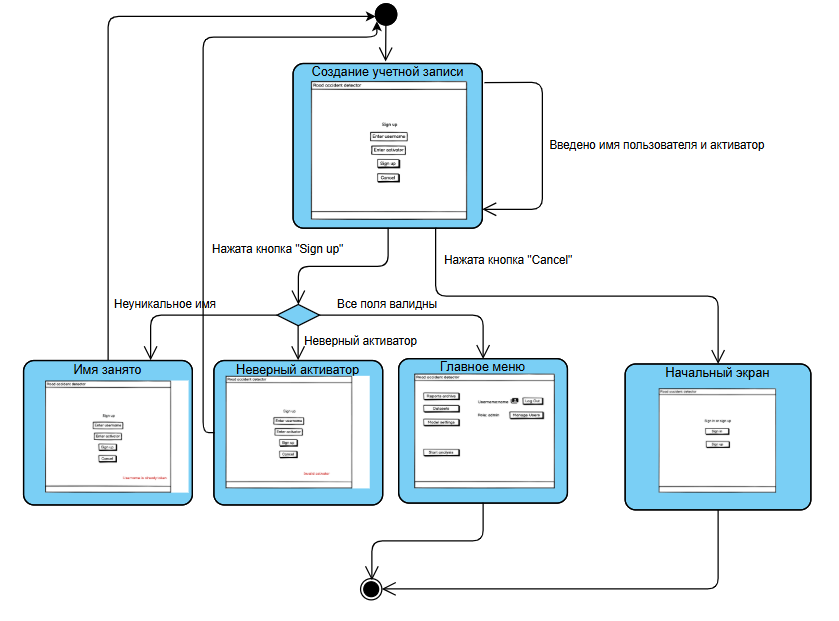 Создание учетной записи
Road accident detector
Sign up
Enter username
Enter activator
Sign up
Cancel
Введено имя пользователя и активатор
Нажата кнопка "Sign up"
Нажата кнопка "Cancel"
Неуникальное имя
Все поля валидны
Неверный активатор
Имя занято
Road accident detector
Sign up
Enter username
Enter activator
Sign up
Cancel
Username is already taken
Неверный активатор
Road accident detector
Sign up
Enter username
Enter activator
Sign up
Cancel
Invalid activator
Главное меню
Road accident detector
Reports archive
Datasets
Model settings
Start analysis
Log Out
Role: admin
Manage Users
Начальный экран
Road accident detector
Sign in or sign up
Sign in
Sign up